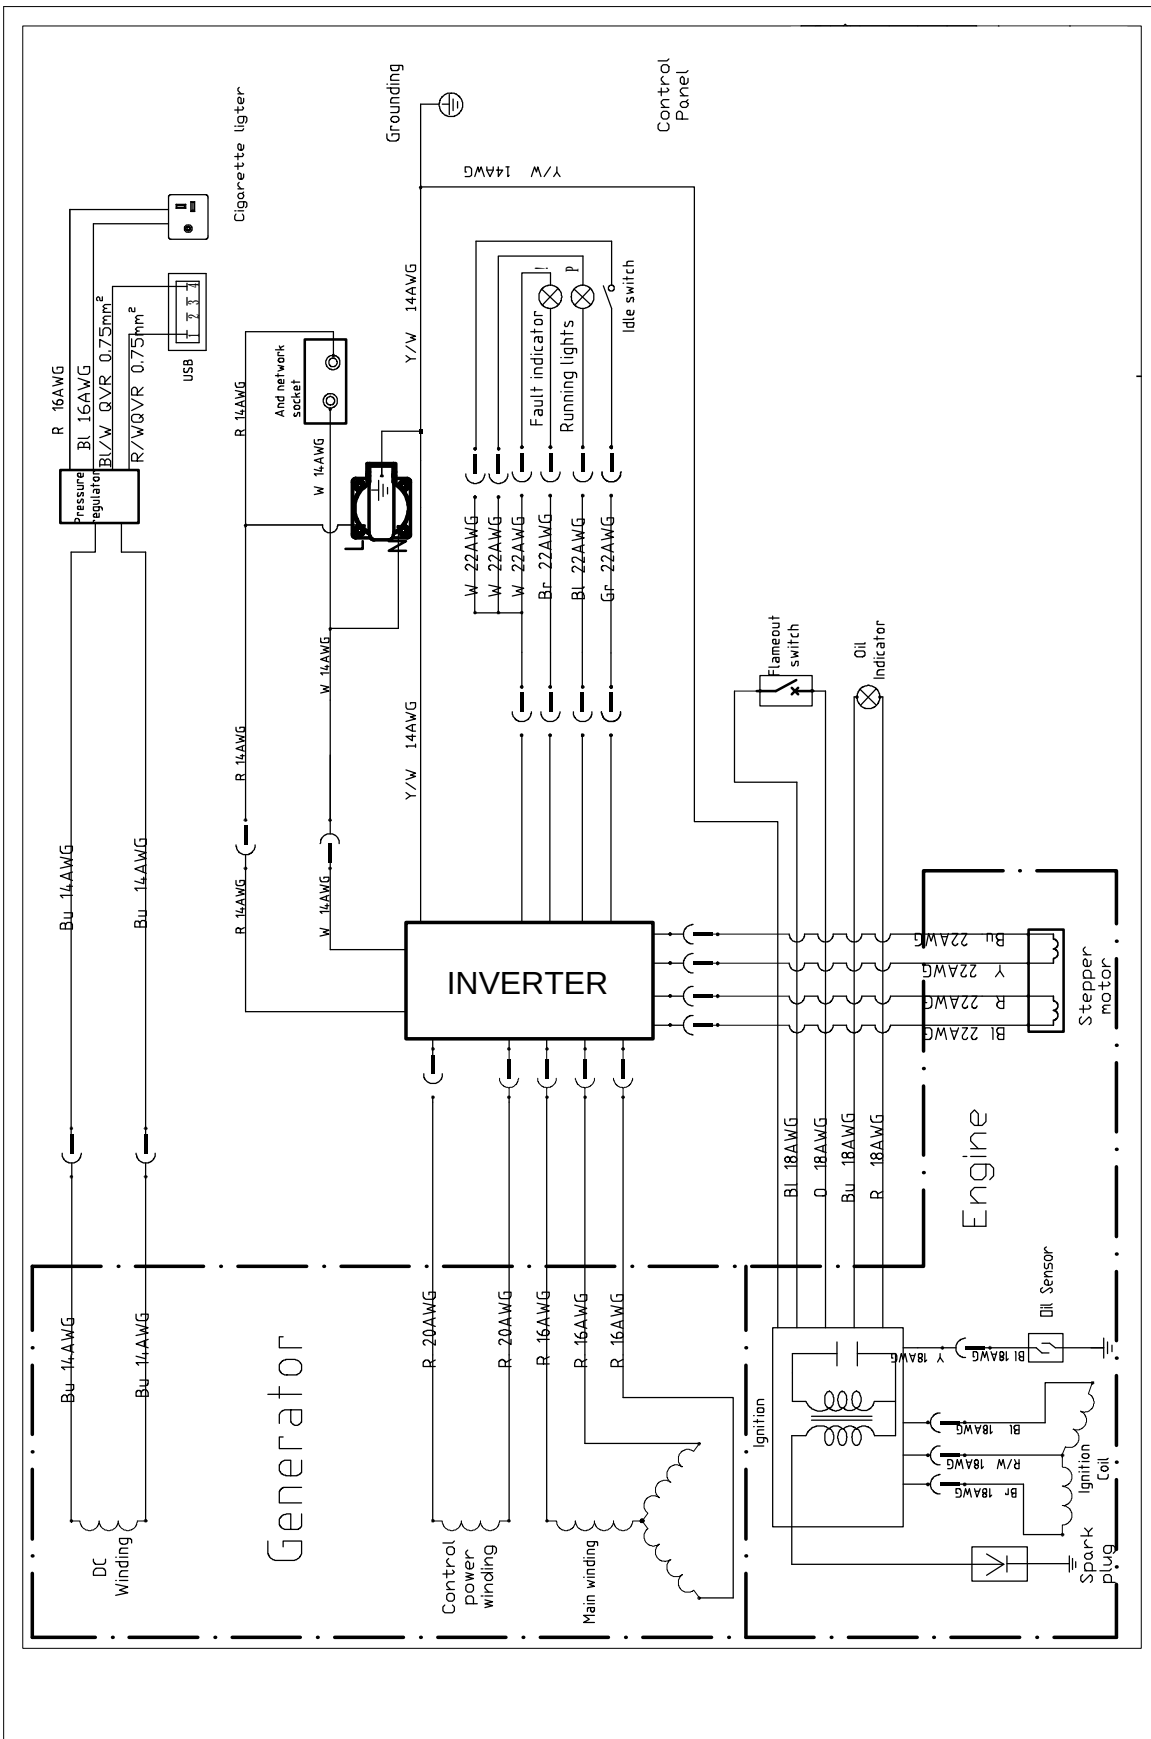 Control
Panel
Grounding
Cigarette ligter
Y/W 14AWG
R 16AWG
Bl 16AWG
Bl/W QVR 0.75mm²
R/WQVR 0.75mm²
1 2 3 4
USB
Pressure
regulator
R 14AWG
And network
socket
W 14AWG
L
N
Y/W 14AWG
!
P
Fault indicator
Running lights
Idle switch
W 22AWG
W 22AWG
W 22AWG
Br 22AWG
Bl 22AWG
Gr 22AWG
Flameout
switch
Oil
Indicator
R 14AWG
W 14AWG
Y/W 14AWG
Bu 14AWG
Bu 14AWG
R 14AWG
W 14AWG
INVERTER
Bu 22AWG
Y 22AWG
R 22AWG
Bl 22AWG
Stepper
motor
Engine
Bl 18AWG
O 18AWG
Bu 18AWG
R 18AWG
Bu 14AWG
Bu 14AWG
R 20AWG
R 20AWG
R 16AWG
R 16AWG
R 16AWG
Generator
DC
Winding
Control
power
winding
Main winding
Ignition
Y 18AWG
Bl 18AWG
Oil Sensor
Bl 18AWG
R/W 18AWG
Br 18AWG
Ignition
Coil
Spark
plug